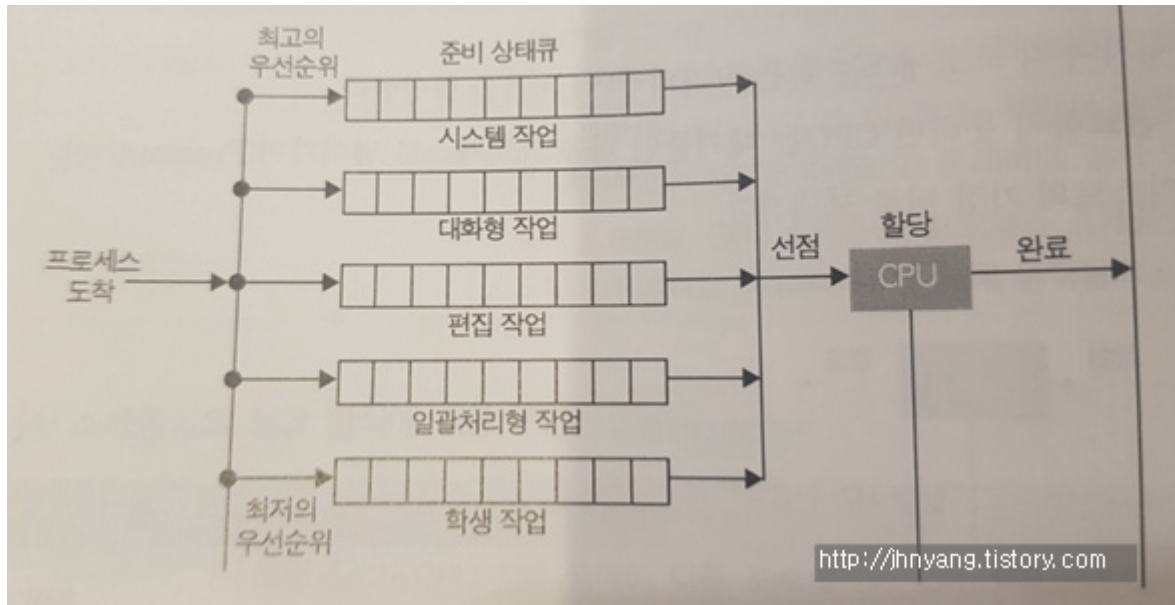 최고의
우선순위
준비 상태큐
시스템 작업
대화형 작업
프로세스
도착
편집 작업
선점
할당
CPU
완료
일괄처리형 작업
최저의
우선순위
학생 작업
http://jhnyang.tistory.com